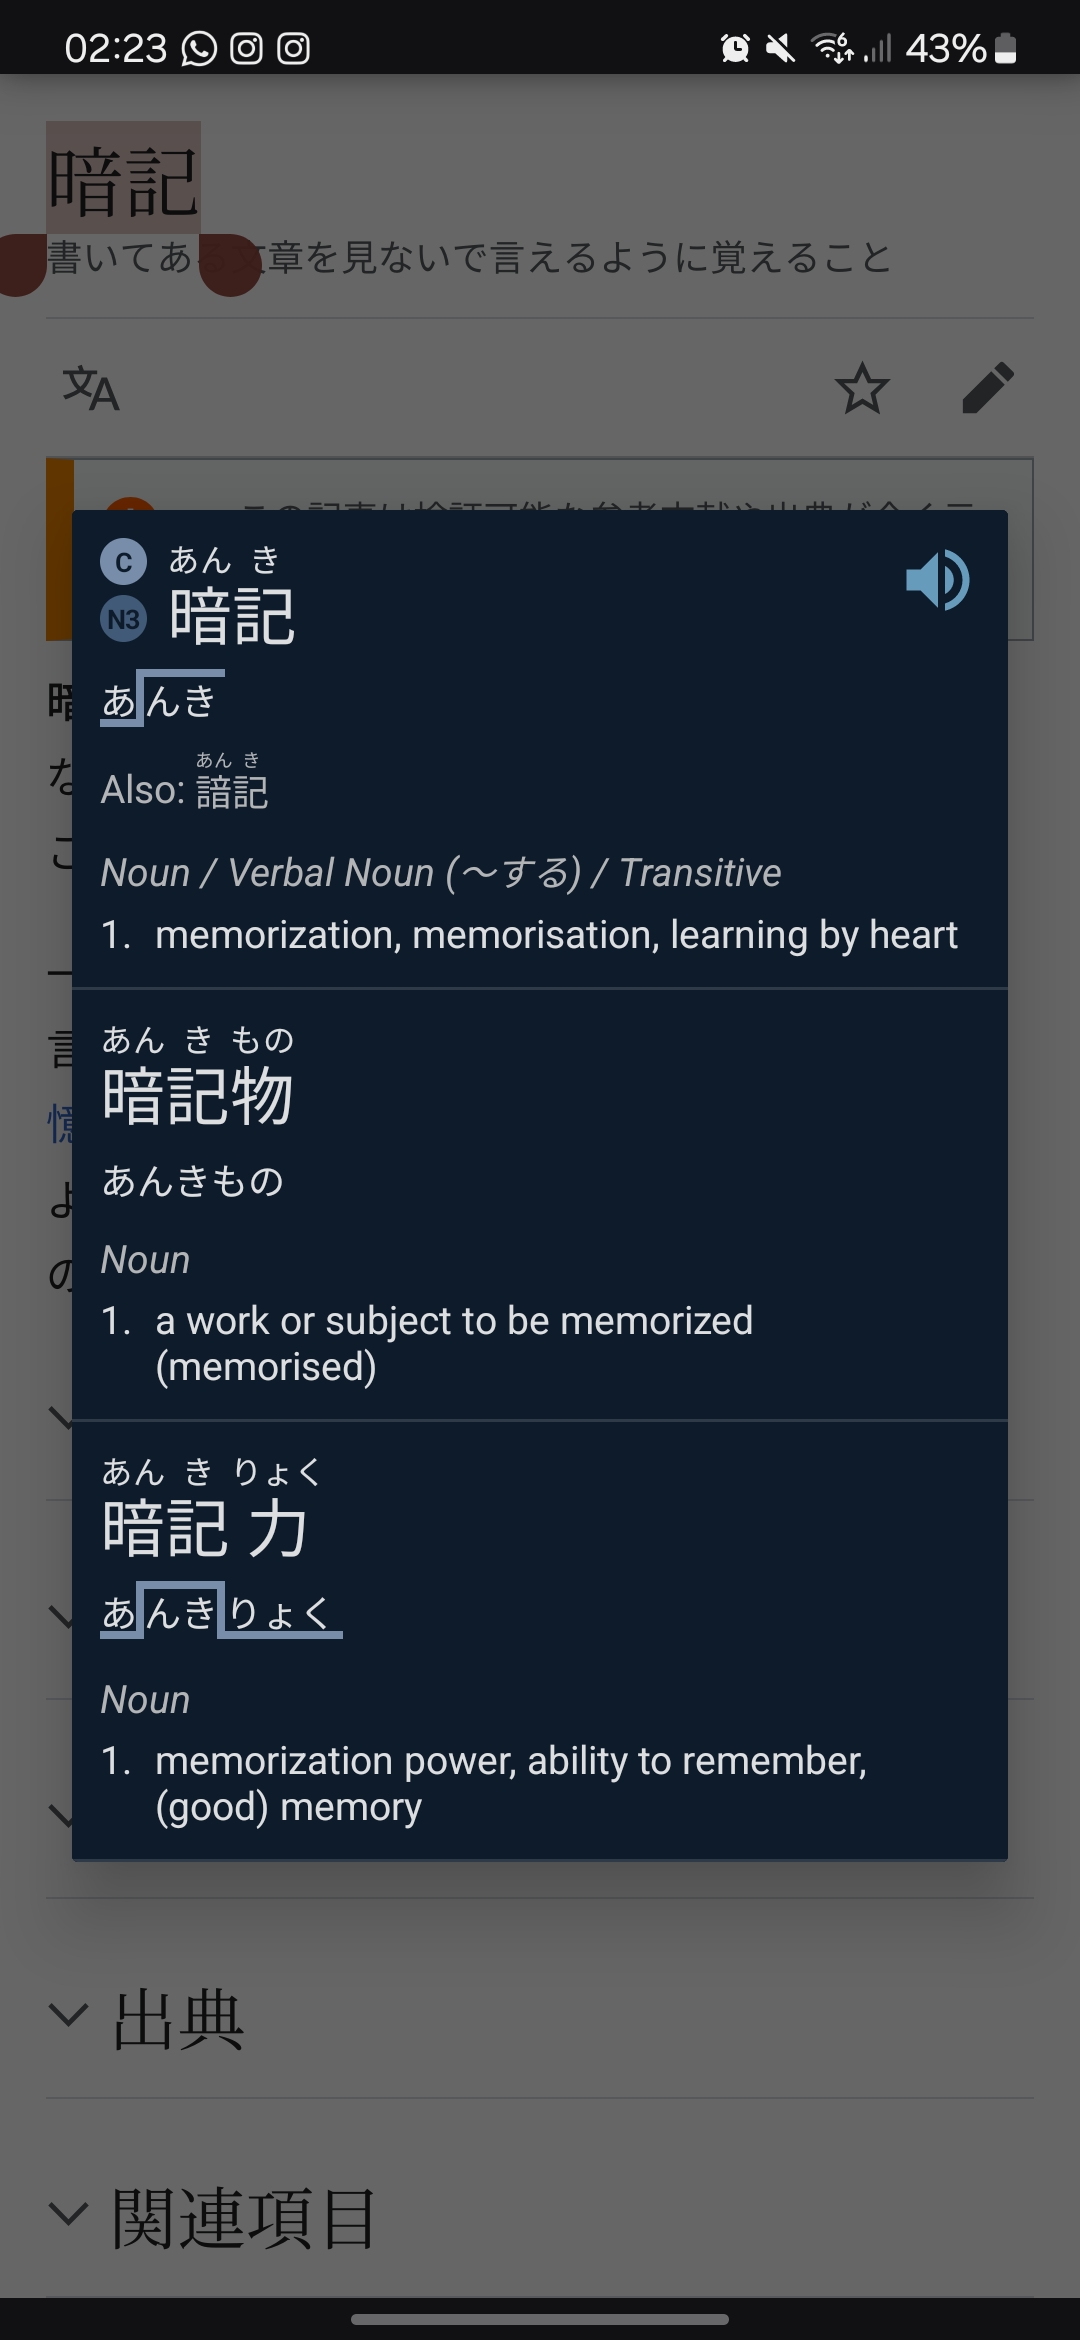 02:23 43%
暗記
書いてある文章を見ないで言えるように覚えること
C あんき
N3 暗記
あんき
あんき
Also: 諳記
Noun / Verbal Noun (〜する) / Transitive
1. memorization, memorisation, learning by heart
あんきもの
暗記物
あんきもの
Noun
1. a work or subject to be memorized
(memorised)
あんきりょく
暗記力
あんきりょく
Noun
1. memorization power, ability to remember,
(good) memory
出典
関連項目